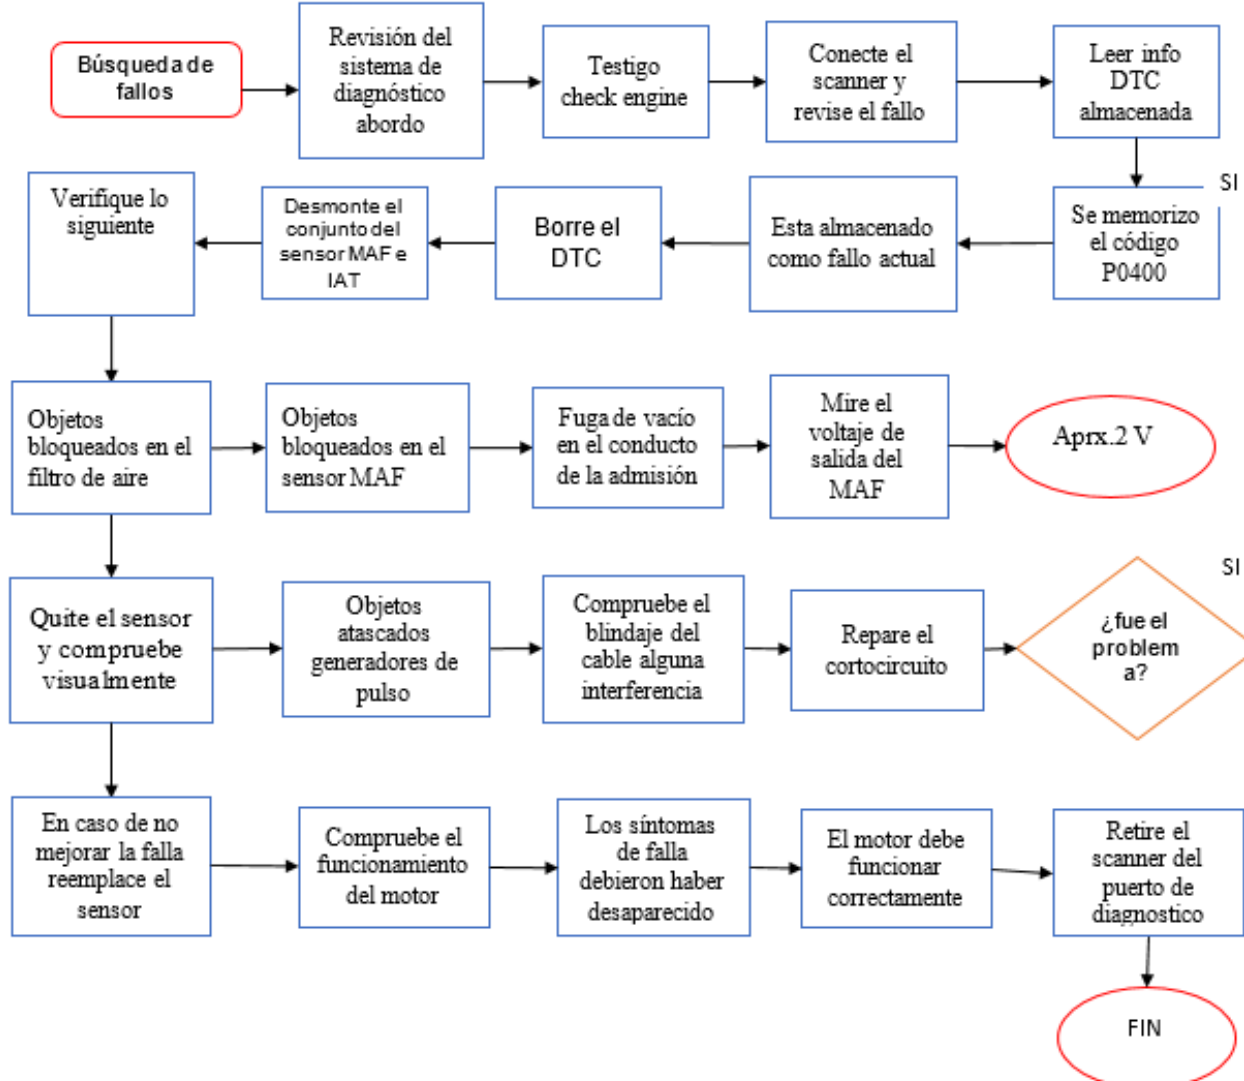 Búsqueda de
fallos
Revisión del
sistema de
diagnóstico
abordo
Testigo
check engine
Conecte el
scanner y
revise el fallo
Leer info
DTC
almacenada
SI
Verifique lo
siguiente
Desmonte el
conjunto del
sensor MAF e
IAT
Borre el
DTC
Esta almacenado
como fallo actual
Se memorizo
el código
P0400
Objetos
bloqueados en el
filtro de aire
Objetos
bloqueados en el
sensor MAF
Fuga de vacío
en el conducto
de la admisión
Mire el
voltaje de
salida del
MAF
Aprx.2 V
SI
Quite el sensor
y compruebe
visualmente
Objetos
atascados
generadores de
pulso
Compruebe el
blindaje del
cable alguna
interferencia
Repare el
cortocircuito
¿fue el
problem
a?
En caso de no
mejorar la falla
reemplace el
sensor
Compruebe el
funcionamiento
del motor
Los síntomas
de falla
debieron haber
desaparecido
El motor debe
funcionar
correctamente
Retire el
scanner del
puerto de
diagnostico
FIN